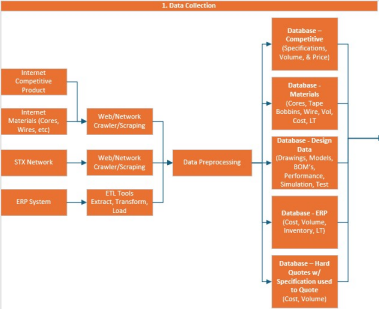 1. Data Collection
Internet
Competitive
Product
Internet
Materials (Cores,
Wires, etc)
Web/Network
Crawler/Scraping
STX Network
Web/Network
Crawler/Scraping
ERP System
ETL Tools
Extract, Transform,
Load
Data Preprocessing
Database –
Competitive
(Specifications,
Volume, & Price)
Database -
Materials
(Cores, Tape
Bobbins, Wire, Vol,
Cost, LT
Database - Design
Data
(Drawings, Models,
BOM's,
Performance,
Simulation, Test
Database - ERP
(Cost, Volume,
Inventory, LT)
Database – Hard
Quotes w/
Specification used
to Quote
(Cost, Volume)